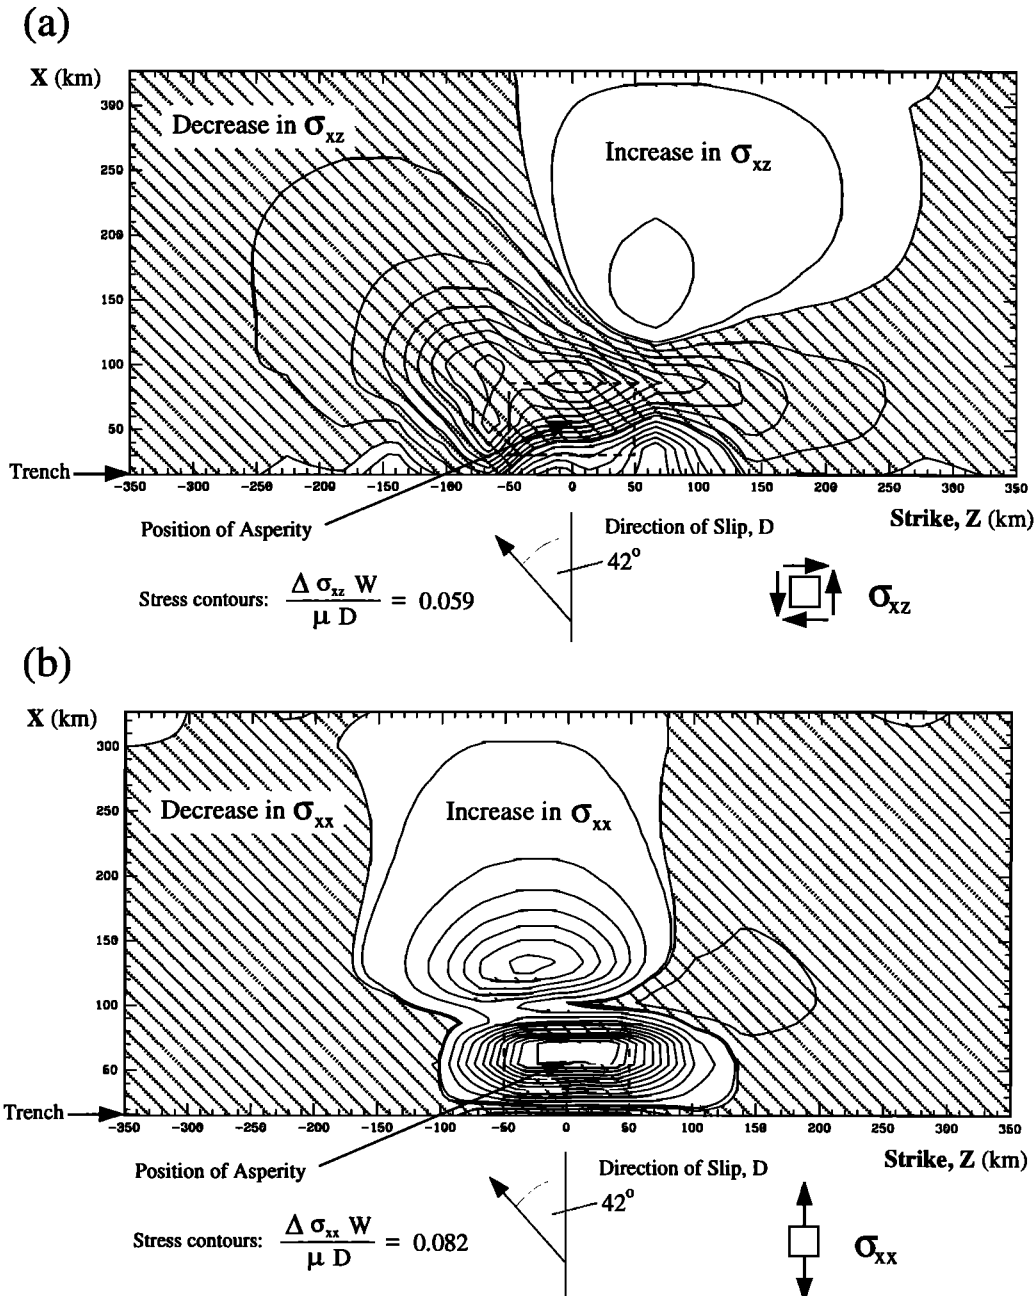 (a)
X (km)
390
250
209
150
100
50
Decrease in σxz
Increase in σxz
Trench
-350 -300 -250 -200 -150 -100 -50 0 50 100 150 200 250 300 350
Position of Asperity
Direction of Slip, D
Strike, Z (km)
42°
Stress contours: Δ σxz W / μ D = 0.059
σxz
(b)
X (km)
300
250
200
150
100
60
Decrease in σxx
Increase in σxx
Trench
-350 -300 -250 -200 -150 -100 -50 0 50 100 150 200 250 300 350
Position of Asperity
Direction of Slip, D
Strike, Z (km)
42°
Stress contours: Δ σxx W / μ D = 0.082
σxx